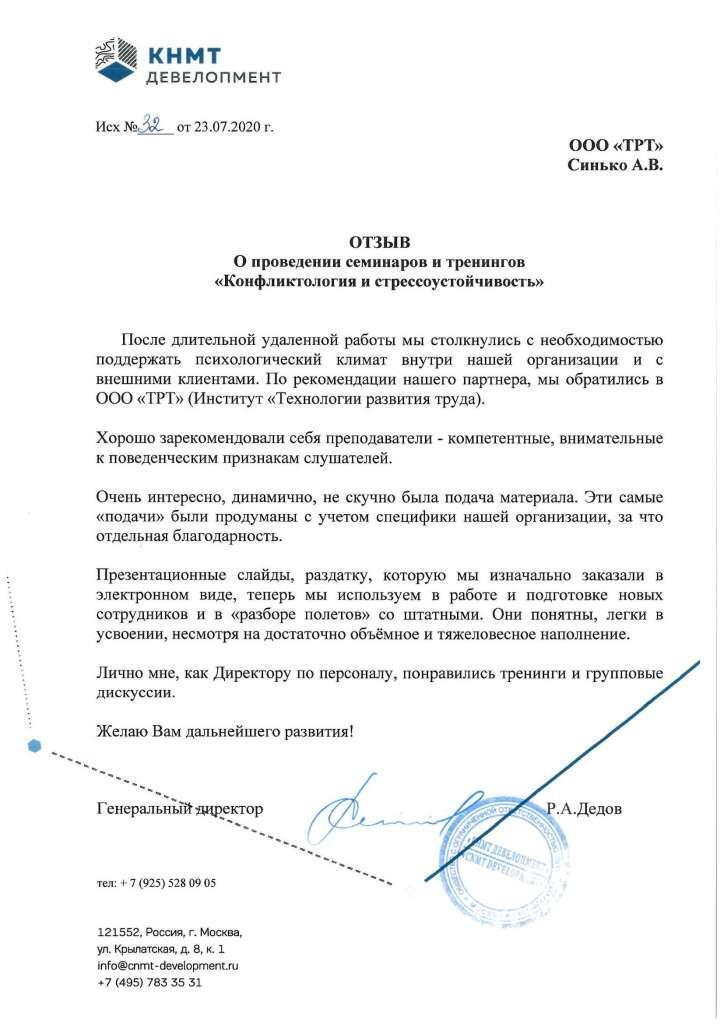 КНМТ
ДЕВЕЛОПМЕНТ
Исх №32 от 23.07.2020 г.
ООО «ТРТ»
Синько А.В.
ОТЗЫВ
О проведении семинаров и тренингов
«Конфликтология и стрессоустойчивость»
После длительной удаленной работы мы столкнулись с необходимостью
поддержать психологический климат внутри нашей организации и с
внешними клиентами. По рекомендации нашего партнера, мы обратились в
ООО «ТРТ» (Институт «Технологии развития труда).
Хорошо зарекомендовали себя преподаватели - компетентные, внимательные
к поведенческим признакам слушателей.
Очень интересно, динамично, не скучно была подача материала. Эти самые
«подачи» были продуманы с учетом специфики нашей организации, за что
отдельная благодарность.
Презентационные слайды, раздатку, которую мы изначально заказали в
электронном виде, теперь мы используем в работе и подготовке новых
сотрудников и в «разборе полетов» со штатными. Они понятны, легки в
усвоении, несмотря на достаточно объёмное и тяжеловесное наполнение.
Лично мне, как Директору по персоналу, понравились тренинги и групповые
дискуссии.
Желаю Вам дальнейшего развития!
Генеральный директор Р.А.Дедов
С ОГРАНИЧЕННОЙ ОТВЕТСТВЕННОСТЬЮ
«КНМТ ДЕВЕЛОПМЕНТ»
тел: + 7 (925) 528 09 05
121552, Россия, г. Москва,
ул. Крылатская, д. 8, к. 1
info@cnmt-development.ru
+7 (495) 783 35 31